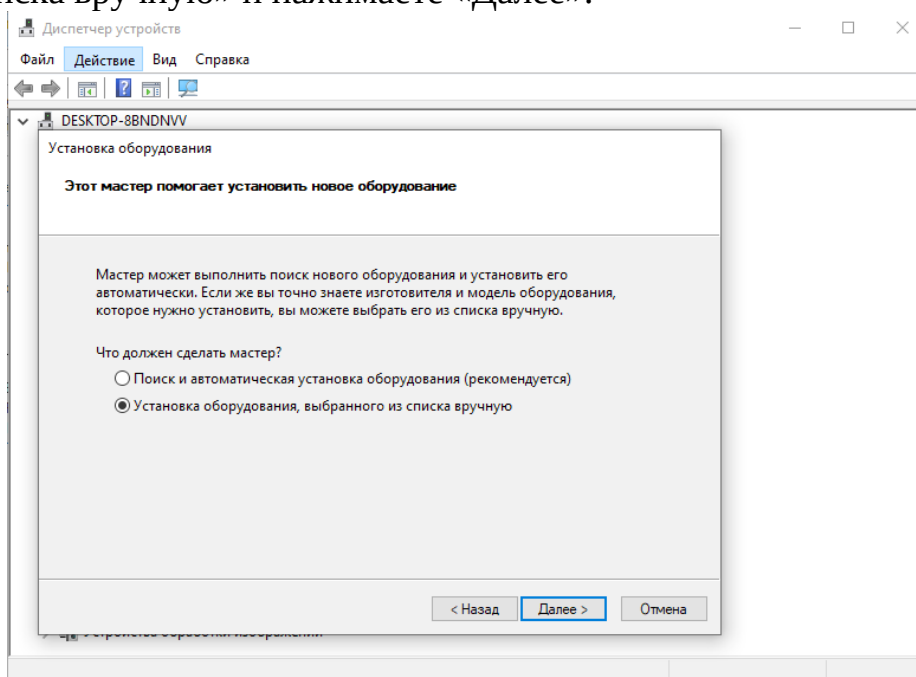 вручную» и нажимаете «Далее».
Диспетчер устройств
Файл Действие Вид Справка
DESKTOP-8BNDNVV
Установка оборудования
Этот мастер помогает установить новое оборудование
Мастер может выполнить поиск нового оборудования и установить его
автоматически. Если же вы точно знаете изготовителя и модель оборудования,
которое нужно установить, вы можете выбрать его из списка вручную.
Что должен сделать мастер?
Поиск и автоматическая установка оборудования (рекомендуется)
Установка оборудования, выбранного из списка вручную
< Назад Далее > Отмена